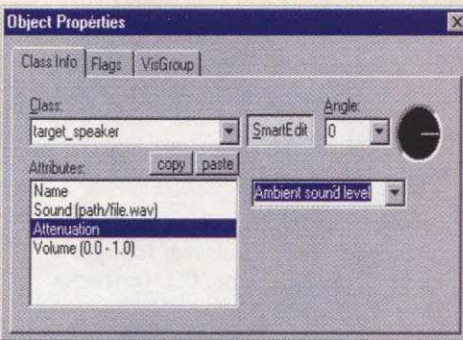 Object Properties
Class Info Flags VisGroup
Class: Angle:
target_speaker SmartEdit 0
Attributes: copy paste
Name
Sound (path/file.wav)
Attenuation
Volume (0.0 - 1.0)
Ambient sound level